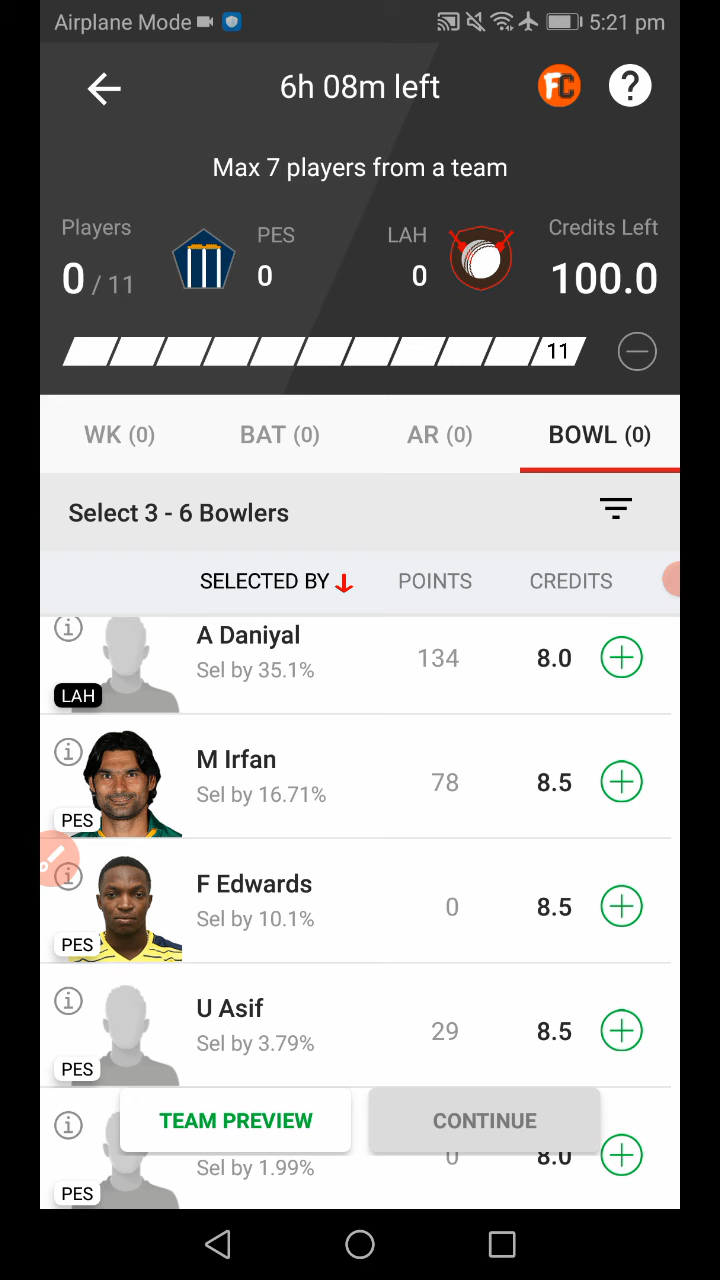 Airplane Mode 5:21 pm
6h 08m left FC ?
Max 7 players from a team
Players PES LAH Credits Left
0 / 11 0 0 100.0
11
WK (0) BAT (0) AR (0) BOWL (0)
Select 3 - 6 Bowlers
SELECTED BY POINTS CREDITS
A Daniyal
Sel by 35.1% 134 8.0
LAH
M Irfan
Sel by 16.71% 78 8.5
PES
F Edwards
Sel by 10.1% 0 8.5
PES
U Asif
Sel by 3.79% 29 8.5
PES
TEAM PREVIEW CONTINUE
Sel by 1.99% 0 8.0
PES